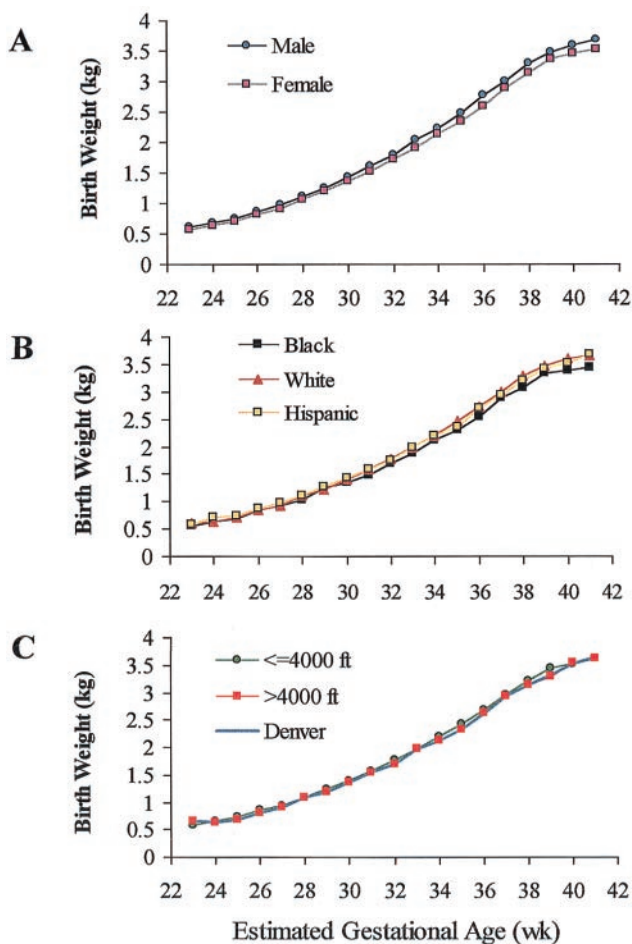 A
Male
Female
Birth Weight (kg)
4
3.5
3
2.5
2
1.5
1
0.5
0
22 24 26 28 30 32 34 36 38 40 42
B
Black
White
Hispanic
Birth Weight (kg)
4
3.5
3
2.5
2
1.5
1
0.5
0
22 24 26 28 30 32 34 36 38 40 42
C
<=4000 ft
>4000 ft
Denver
Birth Weight (kg)
4
3.5
3
2.5
2
1.5
1
0.5
0
22 24 26 28 30 32 34 36 38 40 42
Estimated Gestational Age (wk)